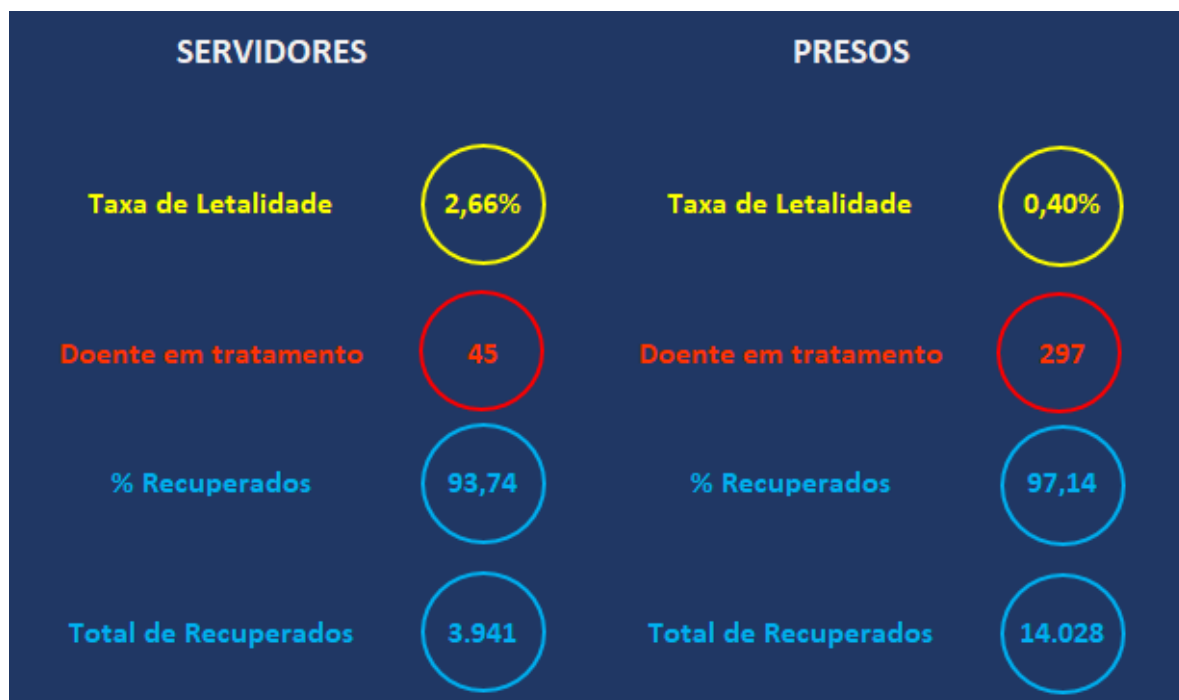 SERVIDORES
PRESOS
Taxa de Letalidade 2,66% Taxa de Letalidade 0,40%
Doente em tratamento 45 Doente em tratamento 297
% Recuperados 93,74 % Recuperados 97,14
Total de Recuperados 3.941 Total de Recuperados 14.028